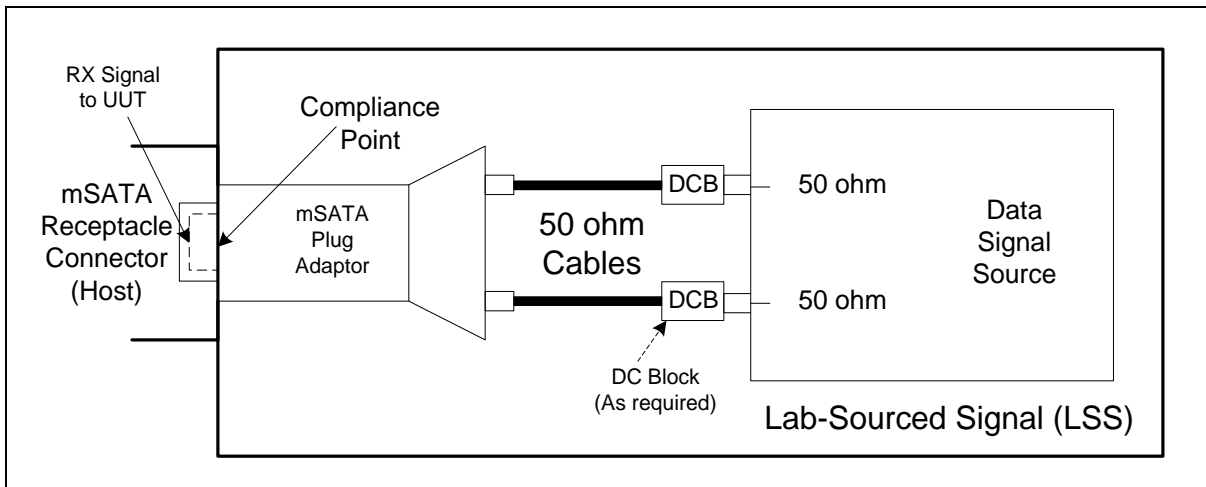 RX Signal
to UUT
Compliance
Point
mSATA
Receptacle
Connector
(Host)
mSATA
Plug
Adaptor
50 ohm
Cables
DCB
DCB
DC Block
(As required)
50 ohm
50 ohm
Data
Signal
Source
Lab-Sourced Signal (LSS)